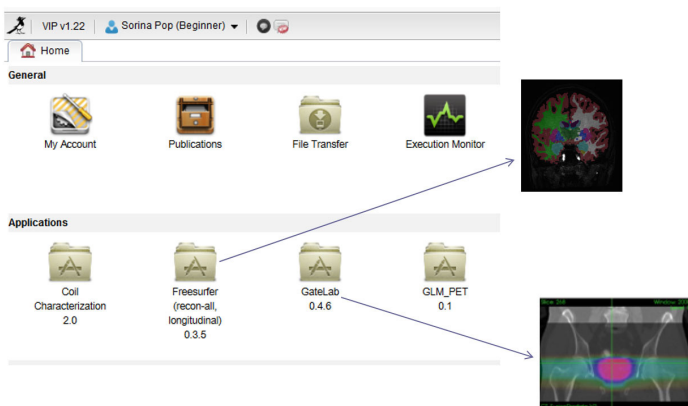 VIP v1.22 Sorina Pop (Beginner)
Home
General
My Account Publications File Transfer Execution Monitor
Applications
Coil Freesurfer GateLab GLM_PET
Characterization (recon-all, 0.4.6 0.1
2.0 longitudinal)
0.3.5